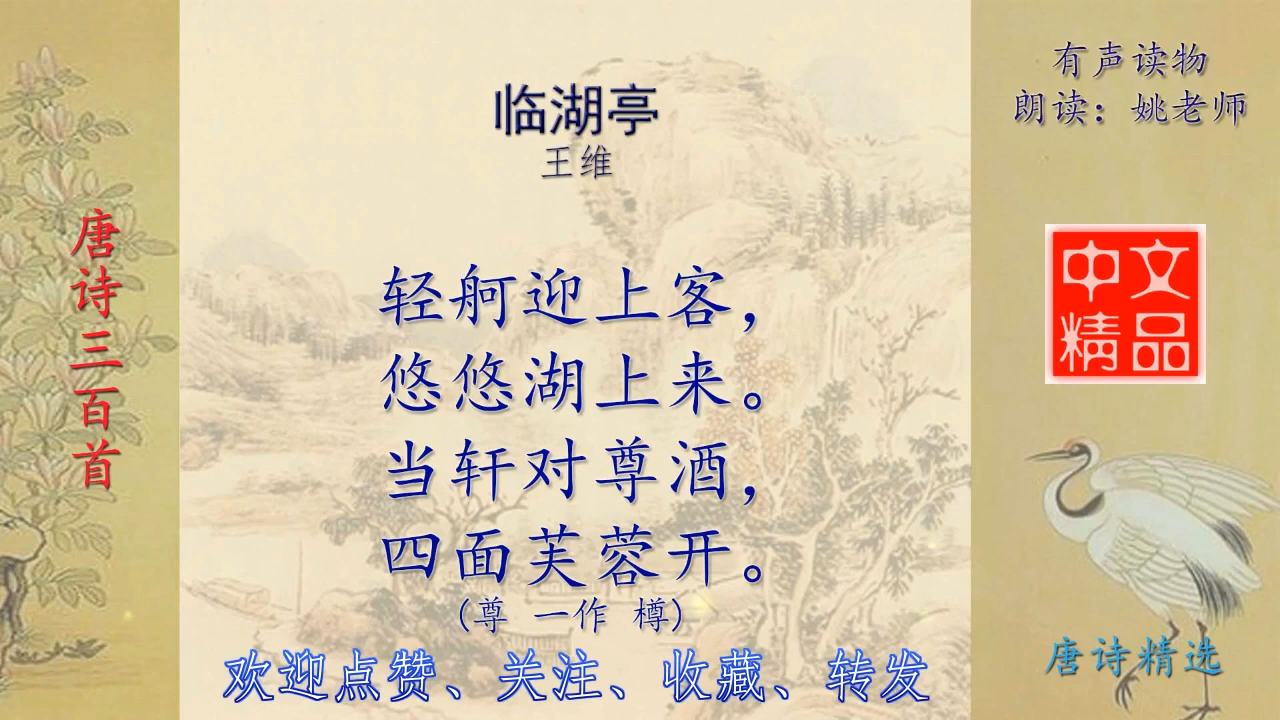 有声读物
朗读：姚老师
临湖亭
王维
唐诗三百首
轻舸迎上客，
悠悠湖上来。
当轩对尊酒，
四面芙蓉开。
（尊 一作 樽）
中文
精品
欢迎点赞、关注、收藏、转发
唐诗精选